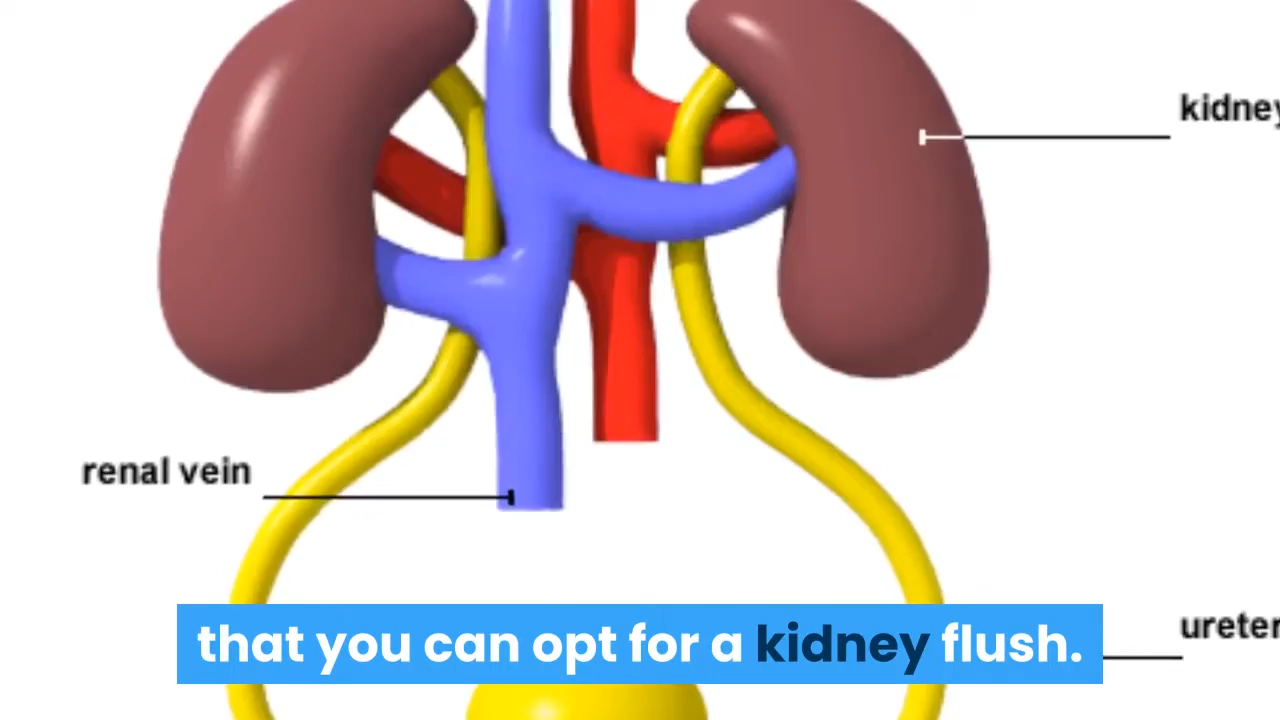 kidney
renal vein
ureter
that you can opt for a kidney flush.